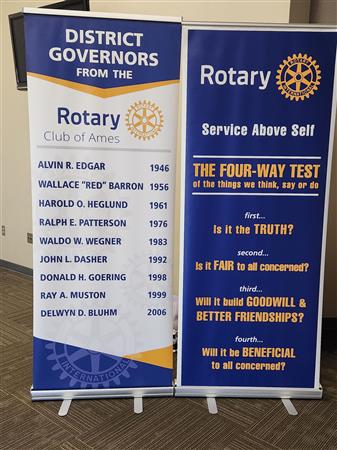 DISTRICT
GOVERNORS
FROM THE
Rotary
Club of Ames
ALVIN R. EDGAR 1946
WALLACE "RED" BARRON 1956
HAROLD O. HEGLUND 1961
RALPH E. PATTERSON 1976
WALDO W. WEGNER 1983
JOHN L. DASHER 1992
DONALD H. GOERING 1998
RAY A. MUSTON 1999
DELWYN D. BLUHM 2006
INTERNATIONAL
Rotary
ROTARY
INTERNATIONAL
Service Above Self
THE FOUR-WAY TEST
of the things we think, say or do
first...
Is it the TRUTH?
second...
Is it FAIR to all concerned?
third...
Will it build GOODWILL &
BETTER FRIENDSHIPS?
fourth...
Will it be BENEFICIAL
to all concerned?